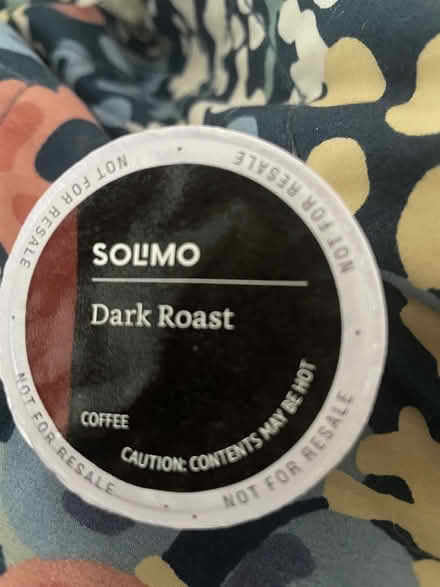 NOT FOR RESALE
NOT FOR RESALE
SOLIMO
Dark Roast
COFFEE
CAUTION: CONTENTS MAY BE HOT
NOT FOR RESALE
NOT FOR RESALE